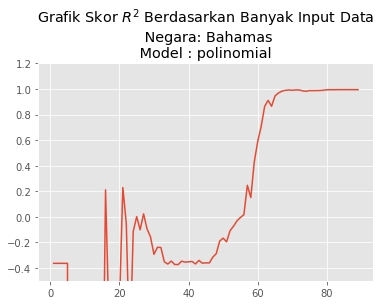 Grafik Skor R² Berdasarkan Banyak Input Data
Negara: Bahamas
Model : polinomial
1.2
1.0
0.8
0.6
0.4
0.2
0.0
−0.2
−0.4
0 20 40 60 80